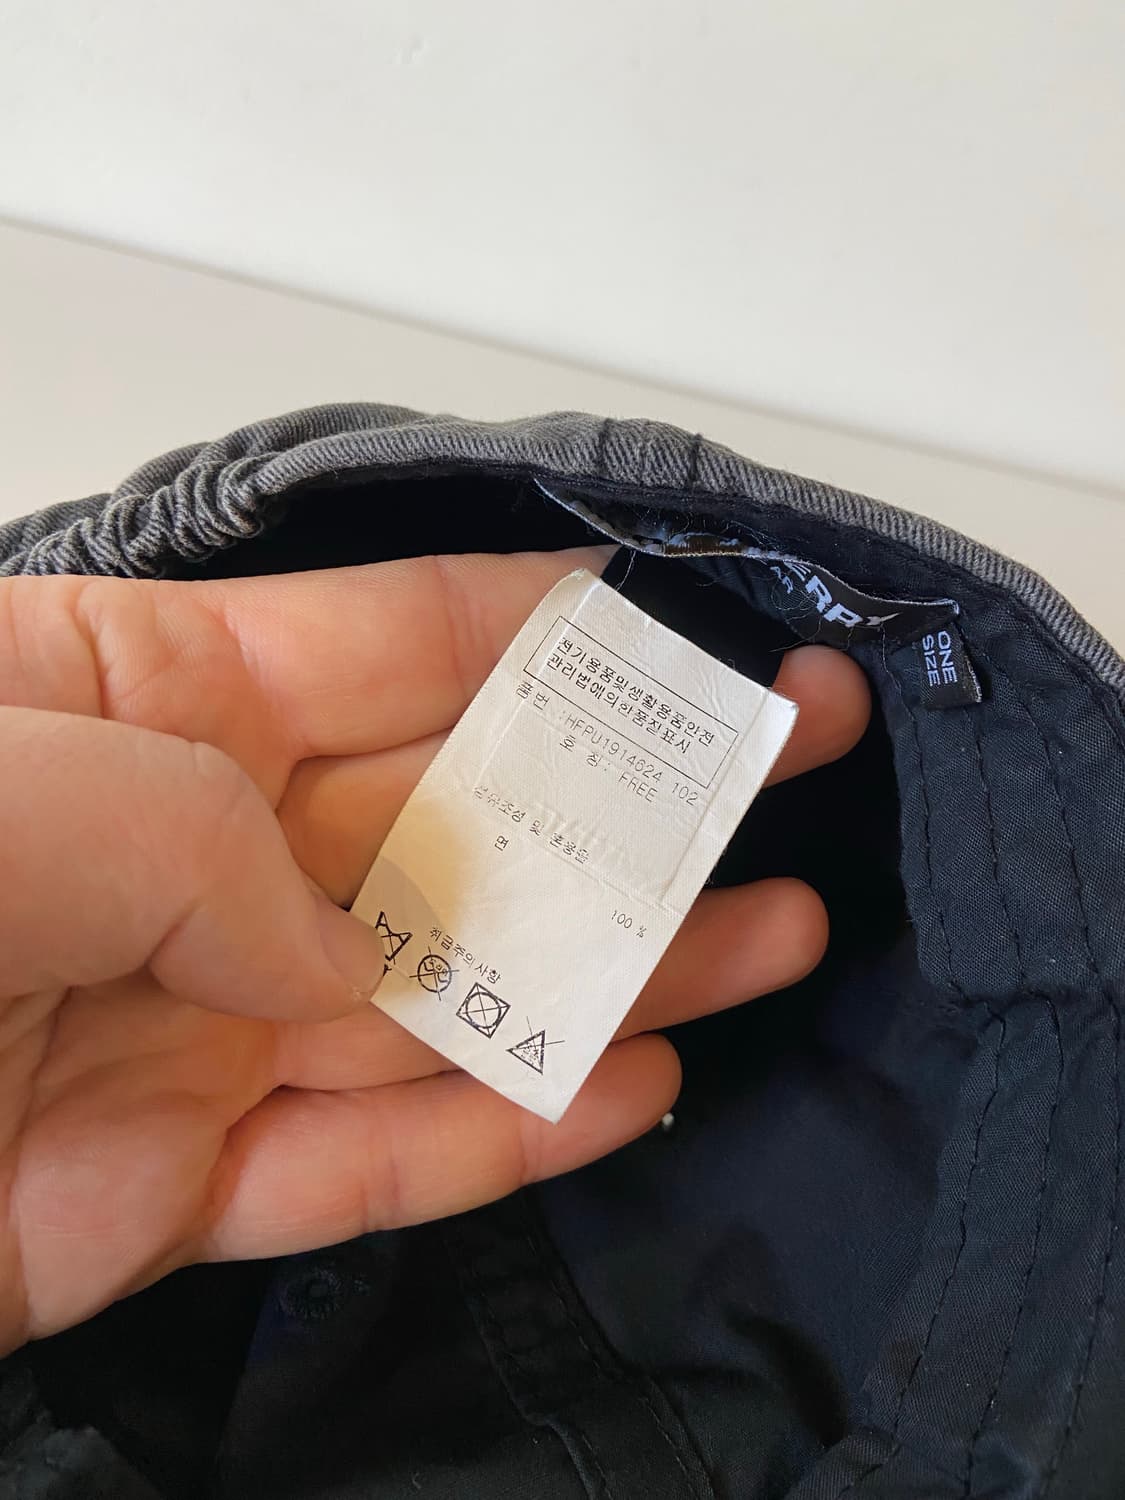 전기용품및생활용품안전
관리법에의한품질표시
품번 :HFPU1914624 102
호 칭: FREE
섬유조성 및 혼용율
면
100 %
취급주의사항
ONE
SIZE